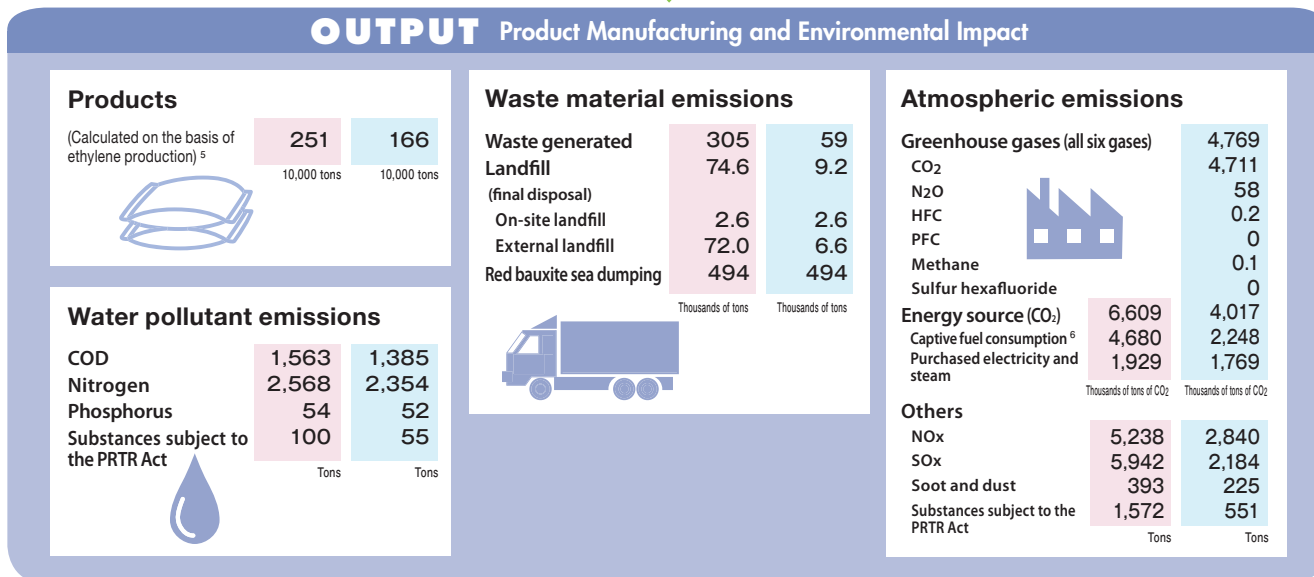 OUTPUT Product Manufacturing and Environmental Impact
Products
(Calculated on the basis of
ethylene production) 5 251 166
10,000 tons 10,000 tons
Water pollutant emissions
COD 1,563 1,385
Nitrogen 2,568 2,354
Phosphorus 54 52
Substances subject to 100 55
the PRTR Act
Tons Tons
Waste material emissions
Waste generated 305 59
Landfill 74.6 9.2
(final disposal)
On-site landfill 2.6 2.6
External landfill 72.0 6.6
Red bauxite sea dumping 494 494
Thousands of tons Thousands of tons
Atmospheric emissions
Greenhouse gases (all six gases) 4,769
CO2 4,711
N2O 58
HFC 0.2
PFC 0
Methane 0.1
Sulfur hexafluoride 0
Energy source (CO2) 6,609 4,017
Captive fuel consumption 6 4,680 2,248
Purchased electricity and 1,929 1,769
steam
Thousands of tons of CO2 Thousands of tons of CO2
Others
NOx 5,238 2,840
SOx 5,942 2,184
Soot and dust 393 225
Substances subject to the 1,572 551
PRTR Act
Tons Tons